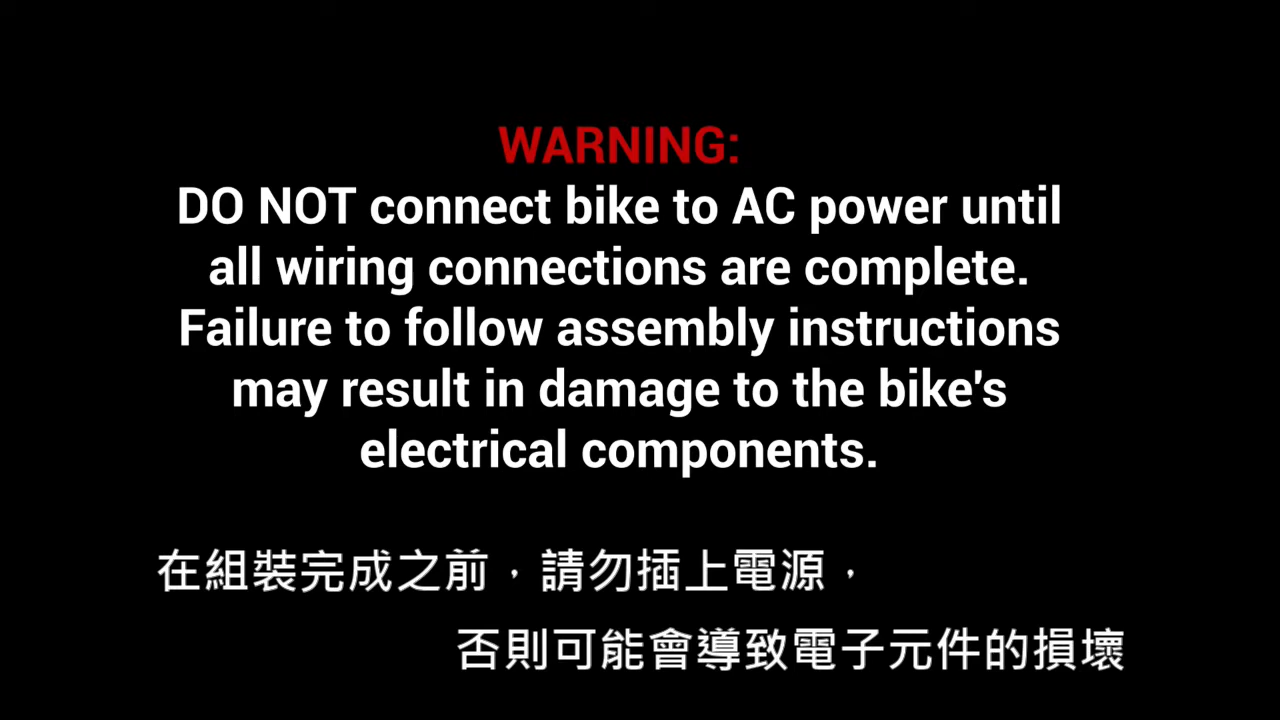 WARNING:
DO NOT connect bike to AC power until
all wiring connections are complete.
Failure to follow assembly instructions
may result in damage to the bike's
electrical components.
在組裝完成之前，請勿插上電源，
否則可能會導致電子元件的損壞